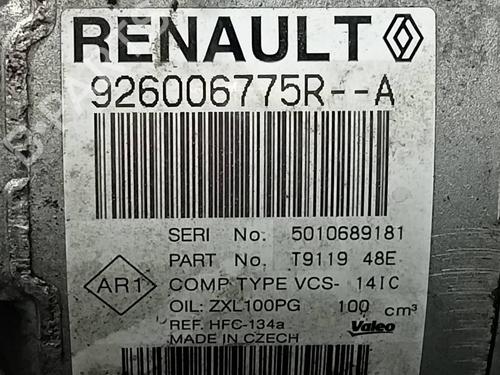 RENAULT
926006775R--A
SERI No. 5010689181
PART No. T9119 48E
AR1
COMP TYPE VCS- 14IC
OIL: ZXL100PG 100 cm³
REF. HFC-134a
Valeo
MADE IN CZECH